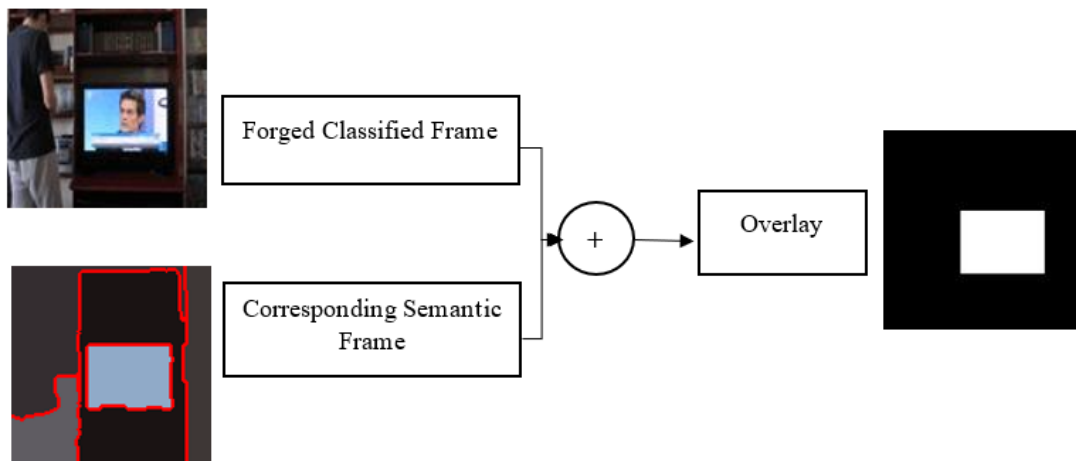 Forged Classified Frame
Corresponding Semantic
Frame
+
Overlay